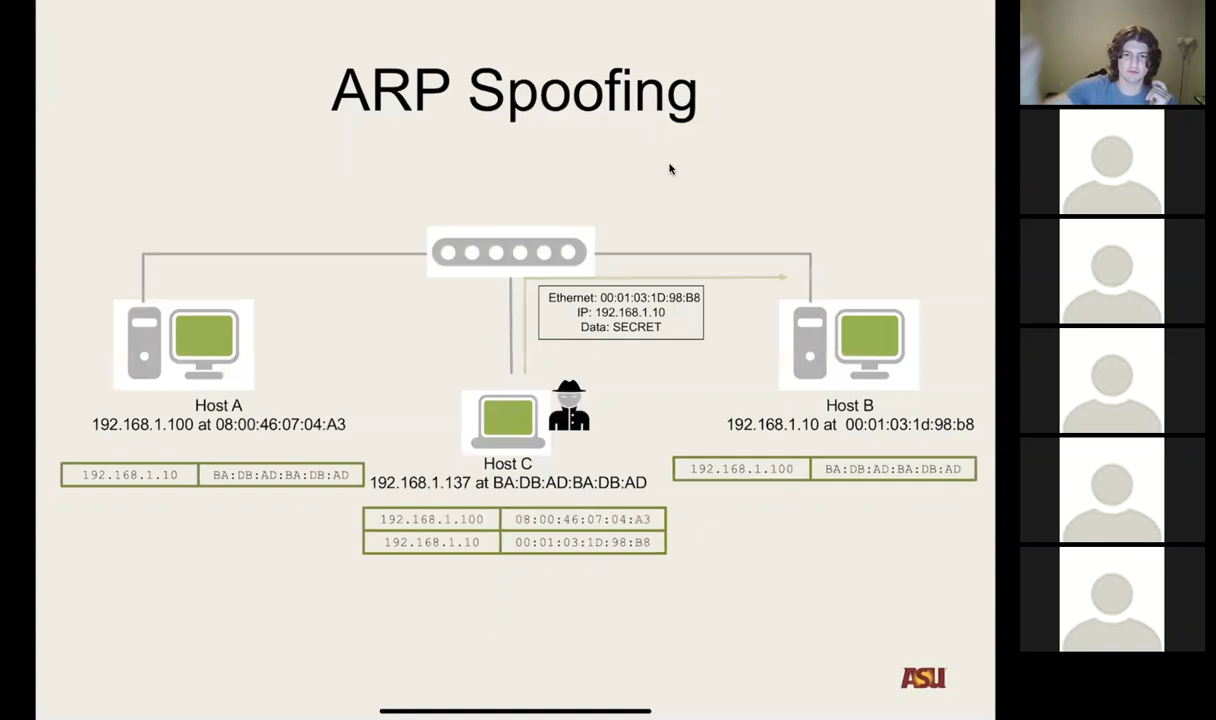 ARP Spoofing
Ethernet: 00:01:03:1D:98:B8
IP: 192.168.1.10
Data: SECRET
Host A
192.168.1.100 at 08:00:46:07:04:A3
Host B
192.168.1.10 at 00:01:03:1d:98:b8
192.168.1.10 BA:DB:AD:BA:DB:AD
Host C
192.168.1.137 at BA:DB:AD:BA:DB:AD
192.168.1.100 BA:DB:AD:BA:DB:AD
192.168.1.100 08:00:46:07:04:A3
192.168.1.10 00:01:03:1D:98:B8
ASU